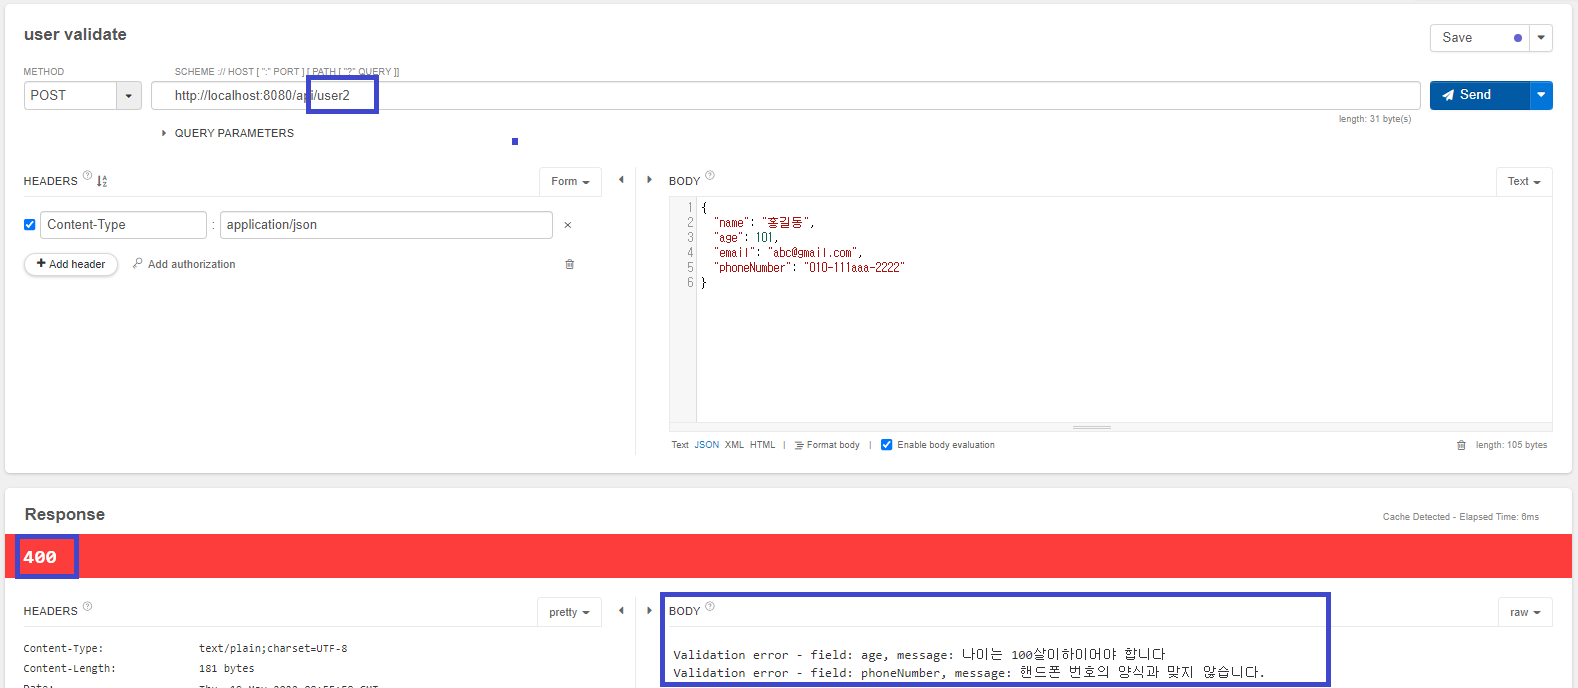 user validate
Save
METHOD
SCHEME :// HOST [ ":" PORT ] [ PATH [ "?" QUERY ]]
POST
http://localhost:8080/api/user2
Send
length: 31 byte(s)
QUERY PARAMETERS
HEADERS
Form
BODY
Text
Content-Type : application/json
Add header
Add authorization
1 {
2 "name": "홍길동",
3 "age": 101,
4 "email": "abc@gmail.com",
5 "phoneNumber": "010-111aaa-2222"
6 }
Text JSON XML HTML | Format body | Enable body evaluation
length: 105 bytes
Response
Cache Detected - Elapsed Time: 6ms
400
HEADERS
pretty
BODY
raw
Content-Type: text/plain;charset=UTF-8
Content-Length: 181 bytes
Validation error - field: age, message: 나이는 100살이하이어야 합니다
Validation error - field: phoneNumber, message: 핸드폰 번호의 양식과 맞지 않습니다.